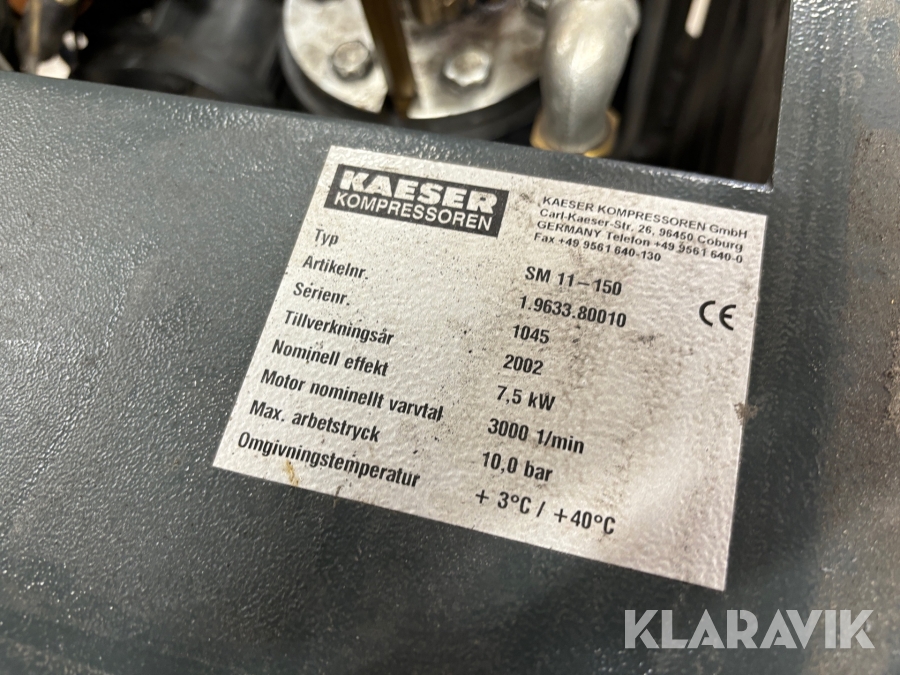 KAESER
KOMPRESSOREN
KAESER KOMPRESSOREN GmbH
Carl-Kaeser-Str. 26, 96450 Coburg
GERMANY Telefon +49 9561 640-0
Fax +49 9561 640-130
Typ SM 11-150
Artikelnr. 1.9633.80010
Serienr. 1045
Tillverkningsår 2002
Nominell effekt 7,5 kW
Motor nominellt varvtal 3000 1/min
Max. arbetstryck 10,0 bar
Omgivningstemperatur + 3°C / +40°C
CE
KLARAVIK